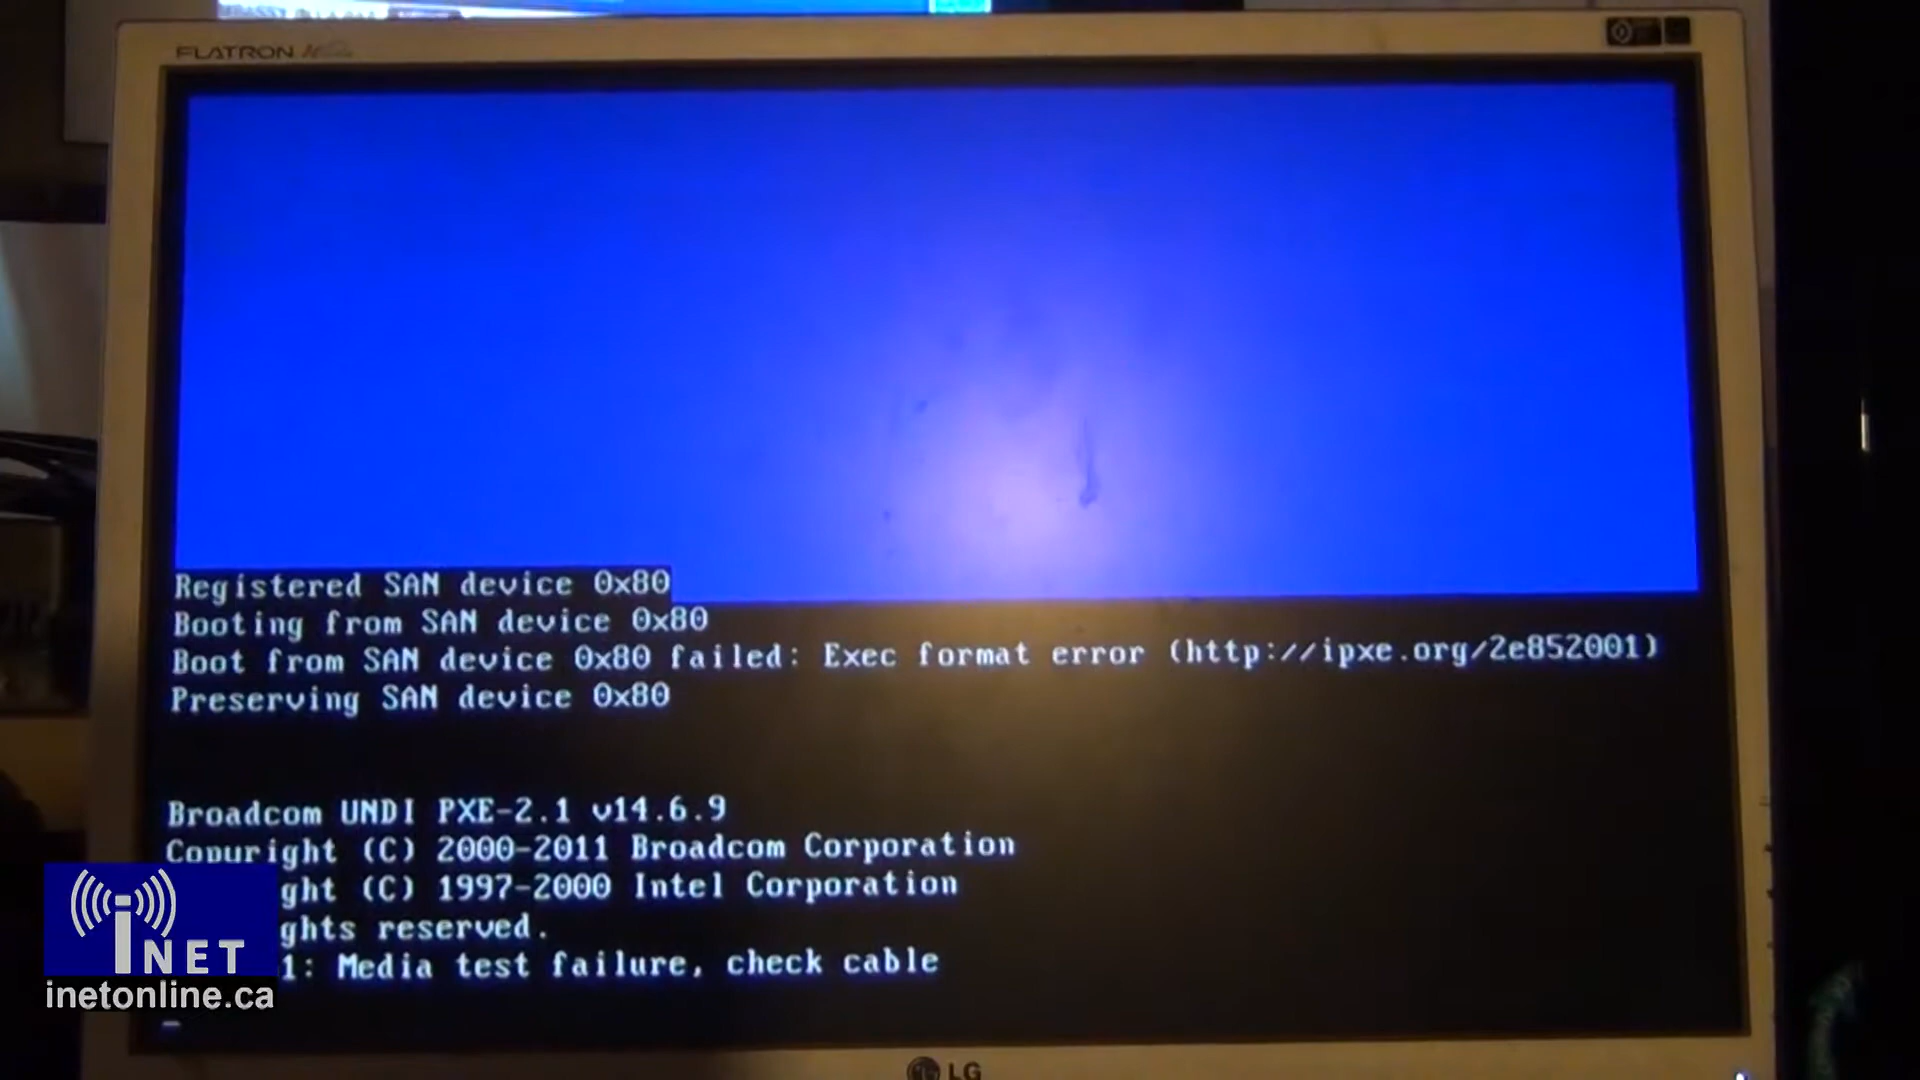 FLATRON
Registered SAN device 0x80
Booting from SAN device 0x80
Boot from SAN device 0x80 failed: Exec format error (http://ipxe.org/2e852001)
Preserving SAN device 0x80
Broadcom UNDI PXE-2.1 v14.6.9
Copyright (C) 2000-2011 Broadcom Corporation
ght (C) 1997-2000 Intel Corporation
ghts reserved.
1: Media test failure, check cable
iNET
inetonline.ca
LG